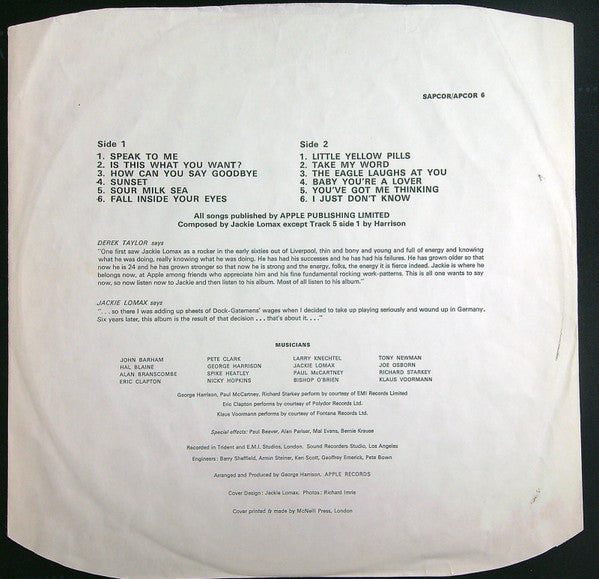 SAPCOR/APCOR 6
Side 1
1. SPEAK TO ME
2. IS THIS WHAT YOU WANT?
3. HOW CAN YOU SAY GOODBYE
4. SUNSET
5. SOUR MILK SEA
6. FALL INSIDE YOUR EYES
Side 2
1. LITTLE YELLOW PILLS
2. TAKE MY WORD
3. THE EAGLE LAUGHS AT YOU
4. BABY YOU'RE A LOVER
5. YOU'VE GOT ME THINKING
6. I JUST DON'T KNOW
All songs published by APPLE PUBLISHING LIMITED
Composed by Jackie Lomax except Track 5 side 1 by Harrison
DEREK TAYLOR says
"One first saw Jackie Lomax as a rocker in the early sixties out of Liverpool, thin and bony and young and full of energy and knowing
what he was doing, really knowing what he was doing. He has had his successes and he has had his failures. He has grown older so that
now he is 24 and he has grown stronger so that now he is strong and the energy, folks, the energy it is fierce indeed. Jackie is where he
belongs now, at Apple among friends who appreciate him and his fine fundamental rocking work-patterns. This is all one wants to say
now, so now listen now to Jackie and then listen to his album. Most of all listen to his album."
JACKIE LOMAX says
". . . so there I was adding up sheets of Dock-Gatemens' wages when I decided to take up playing seriously and wound up in Germany.
Six years later, this album is the result of that decision . . . that's about it. . . ."
MUSICIANS
JOHN BARHAM PETE CLARK LARRY KNECHTEL TONY NEWMAN
HAL BLAINE GEORGE HARRISON JACKIE LOMAX JOE OSBORN
ALAN BRANSCOMBE SPIKE HEATLEY PAUL McCARTNEY RICHARD STARKEY
ERIC CLAPTON NICKY HOPKINS BISHOP O'BRIEN KLAUS VOORMANN
George Harrison, Paul McCartney, Richard Starkey perform by courtesy of EMI Records Limited
Eric Clapton performs by courtesy of Polydor Records Ltd.
Klaus Voormann performs by courtesy of Fontana Records Ltd.
Special effects: Paul Beaver, Alan Pariser, Mal Evans, Bernie Krause
Recorded in Trident and E.M.I. Studios, London. Sound Recorders Studio, Los Angeles
Engineers: Barry Sheffield, Armin Steiner, Ken Scott, Geoffrey Emerick, Pete Bown
Arranged and Produced by George Harrison. APPLE RECORDS
Cover Design: Jackie Lomax. Photos: Richard Imrie
Cover printed & made by McNeill Press, London